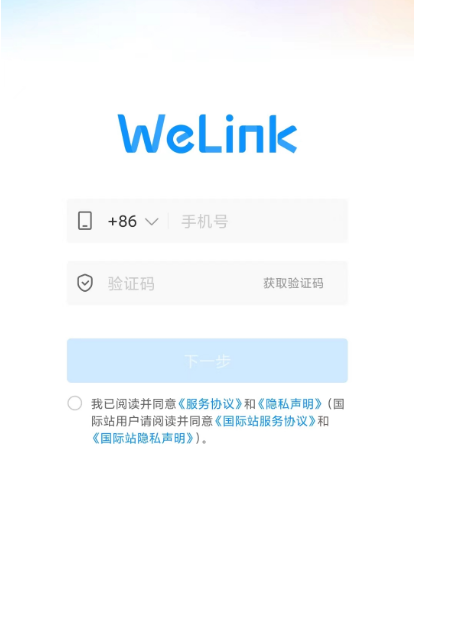 WeLink
+86 手机号
验证码 获取验证码
下一步
我已阅读并同意《服务协议》和《隐私声明》（国
际站用户请阅读并同意《国际站服务协议》和
《国际站隐私声明》）。